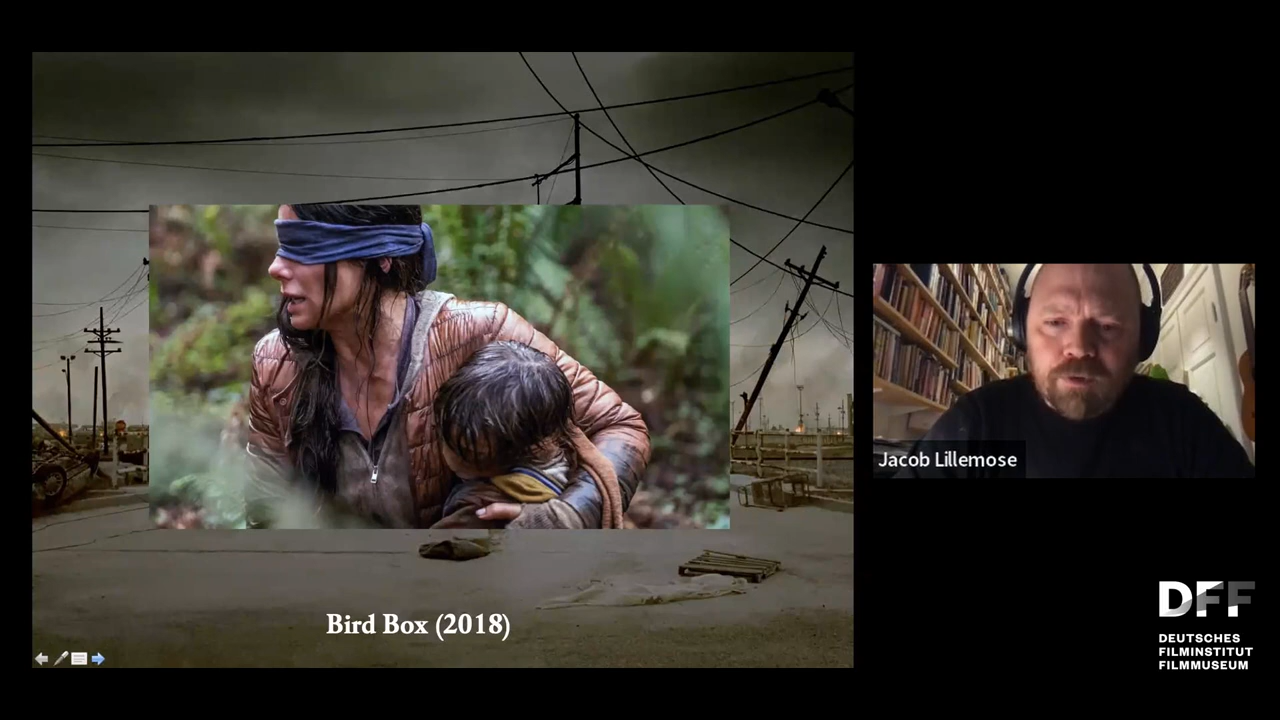 Bird Box (2018)
Jacob Lillemose
DFF
DEUTSCHES
FILMINSTITUT
FILMMUSEUM